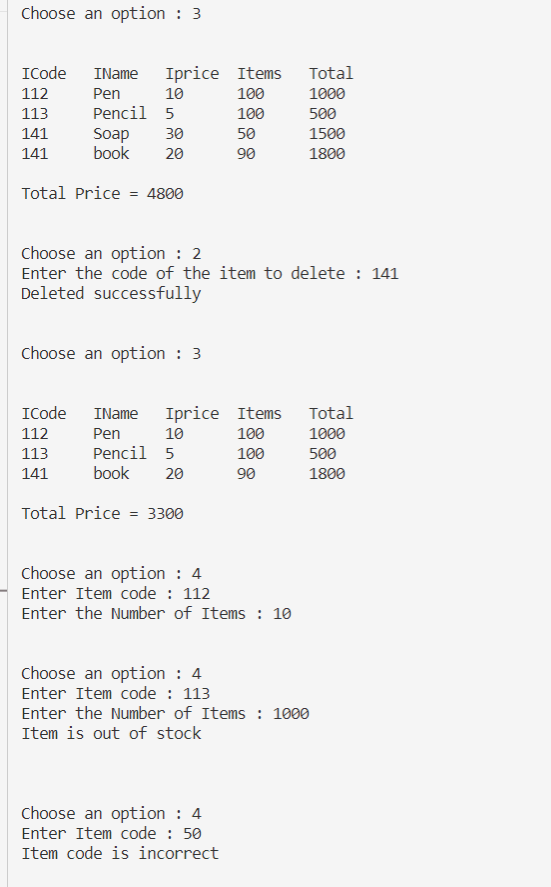 Choose an option : 3
ICode IName Iprice Items Total
112 Pen 10 100 1000
113 Pencil 5 100 500
141 Soap 30 50 1500
141 book 20 90 1800
Total Price = 4800
Choose an option : 2
Enter the code of the item to delete : 141
Deleted successfully
Choose an option : 3
ICode IName Iprice Items Total
112 Pen 10 100 1000
113 Pencil 5 100 500
141 book 20 90 1800
Total Price = 3300
Choose an option : 4
Enter Item code : 112
Enter the Number of Items : 10
Choose an option : 4
Enter Item code : 113
Enter the Number of Items : 1000
Item is out of stock
Choose an option : 4
Enter Item code : 50
Item code is incorrect